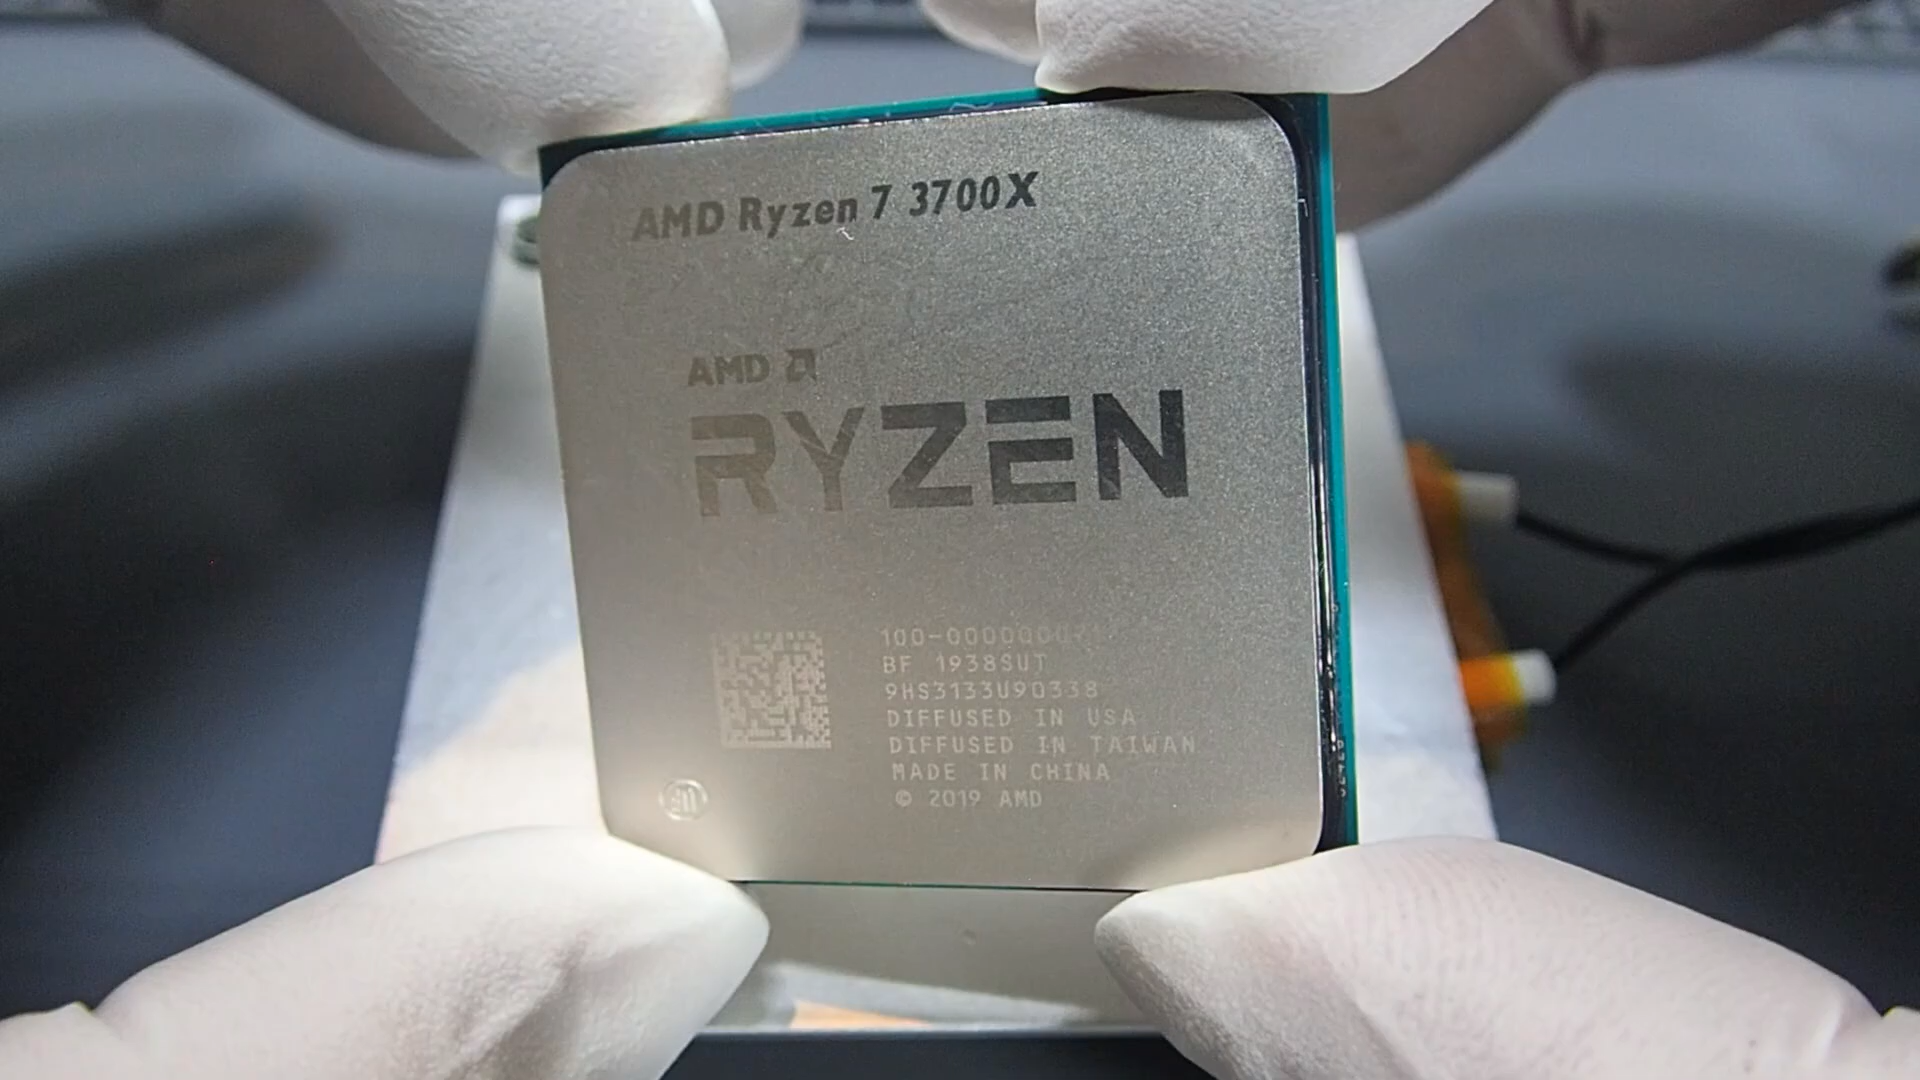 AMD Ryzen 7 3700X
AMD
RYZEN
BF 1938SUT
9HS3133U90338
DIFFUSED IN USA
DIFFUSED IN TAIWAN
MADE IN CHINA
© 2019 AMD